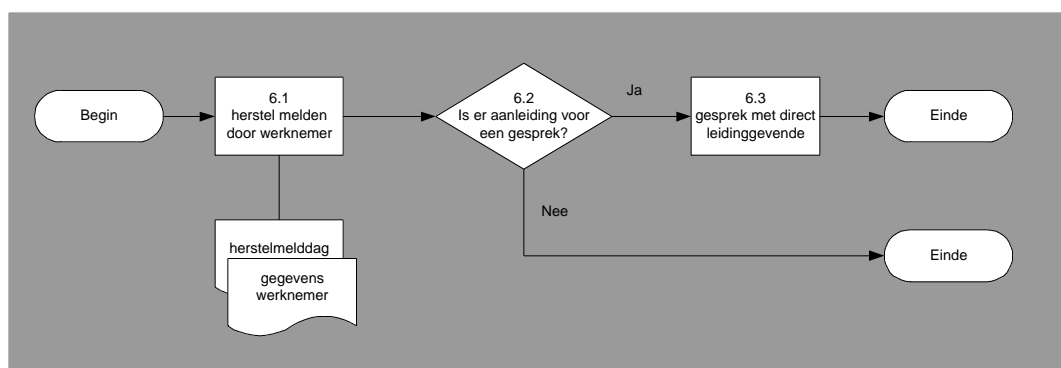 Begin
6.1
herstel melden
door werknemer
6.2
Is er aanleiding voor
een gesprek?
Ja
6.3
gesprek met direct
leidinggevende
Einde
Nee
Einde
herstelmelddag
gegevens
werknemer